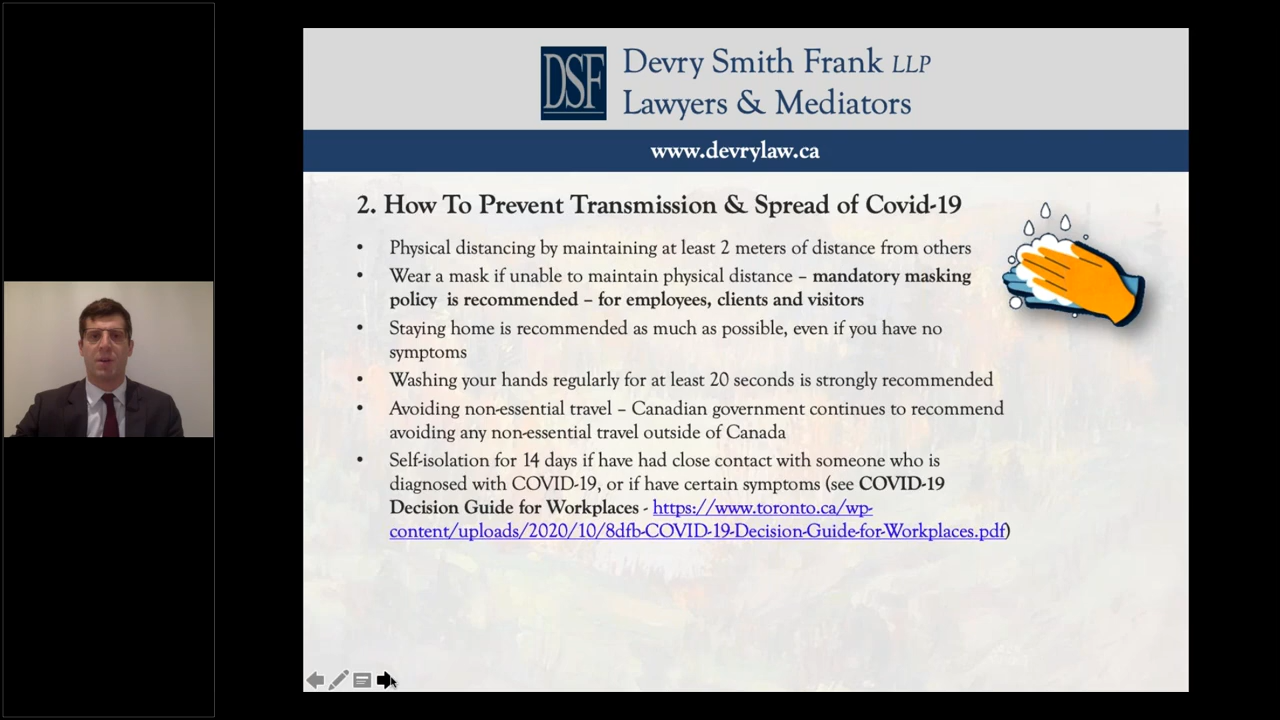 DSF
Devry Smith Frank LLP
Lawyers & Mediators
www.devrylaw.ca
2. How To Prevent Transmission & Spread of Covid-19
• Physical distancing by maintaining at least 2 meters of distance from others
• Wear a mask if unable to maintain physical distance – mandatory masking
policy is recommended – for employees, clients and visitors
• Staying home is recommended as much as possible, even if you have no
symptoms
• Washing your hands regularly for at least 20 seconds is strongly recommended
• Avoiding non-essential travel – Canadian government continues to recommend
avoiding any non-essential travel outside of Canada
• Self-isolation for 14 days if have had close contact with someone who is
diagnosed with COVID-19, or if have certain symptoms (see COVID-19
Decision Guide for Workplaces - https://www.toronto.ca/wp-
content/uploads/2020/10/8dfb-COVID-19-Decision-Guide-for-Workplaces.pdf)